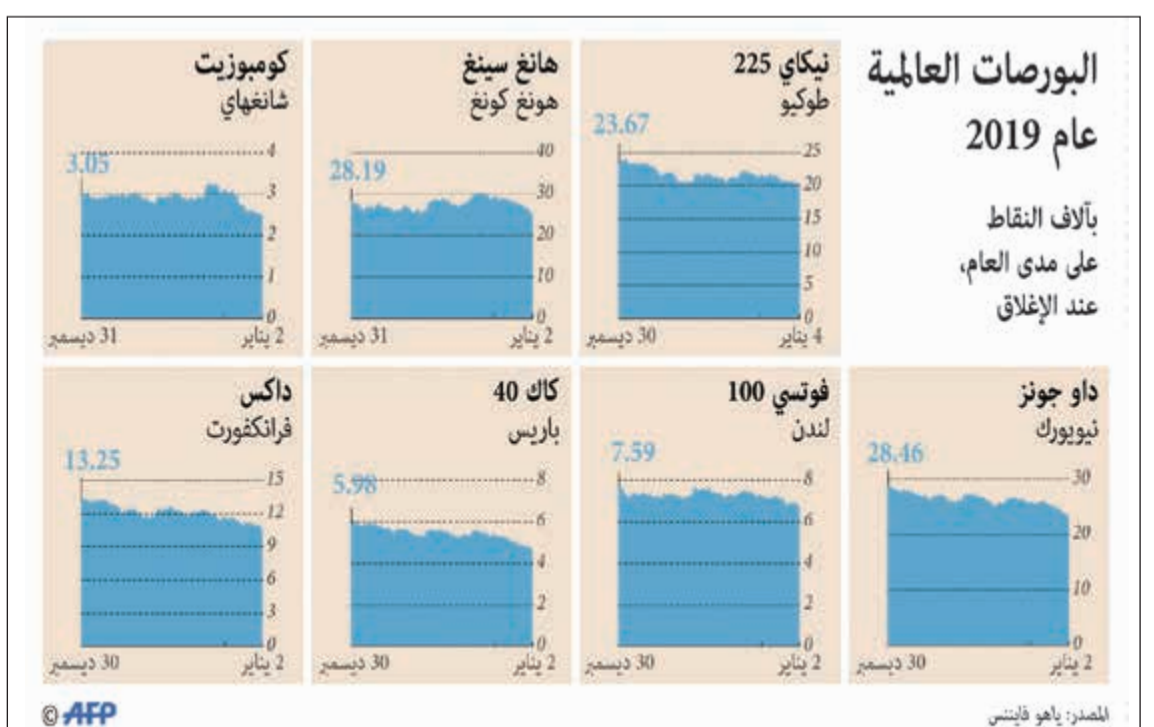 البورصات العالمية
عام 2019
بآلاف النقاط
على مدى العام،
عند الإغلاق
نيكاي 225
طوكيو
23.67
25
20
15
10
5
0
4 يناير
30 ديسمبر
هانغ سينغ
هونغ كونغ
28.19
40
30
20
10
0
2 يناير
31 ديسمبر
كومبوزيت
شانغهاي
3.05
4
3
2
1
0
2 يناير
31 ديسمبر
داو جونز
نيويورك
28.46
30
20
10
0
2 يناير
30 ديسمبر
فوتسي 100
لندن
7.59
8
6
4
2
0
2 يناير
30 ديسمبر
كاك 40
باريس
5.98
8
6
4
2
0
2 يناير
30 ديسمبر
داكس
فرانكفورت
13.25
15
12
9
6
3
0
2 يناير
30 ديسمبر
المصدر: ياهو فايننس
© AFP